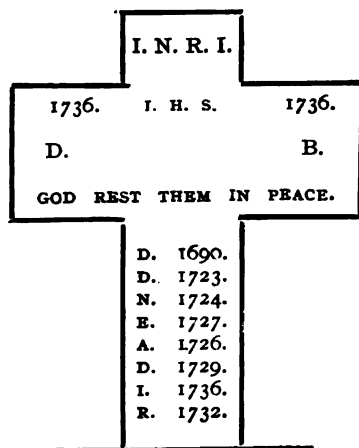 I. N. R. I.
1736. I. H. S. 1736.
D. B.
GOD REST THEM IN PEACE.
D. 1690.
D. 1723.
N. 1724.
E. 1727.
A. 1726.
D. 1729.
I. 1736.
R. 1732.